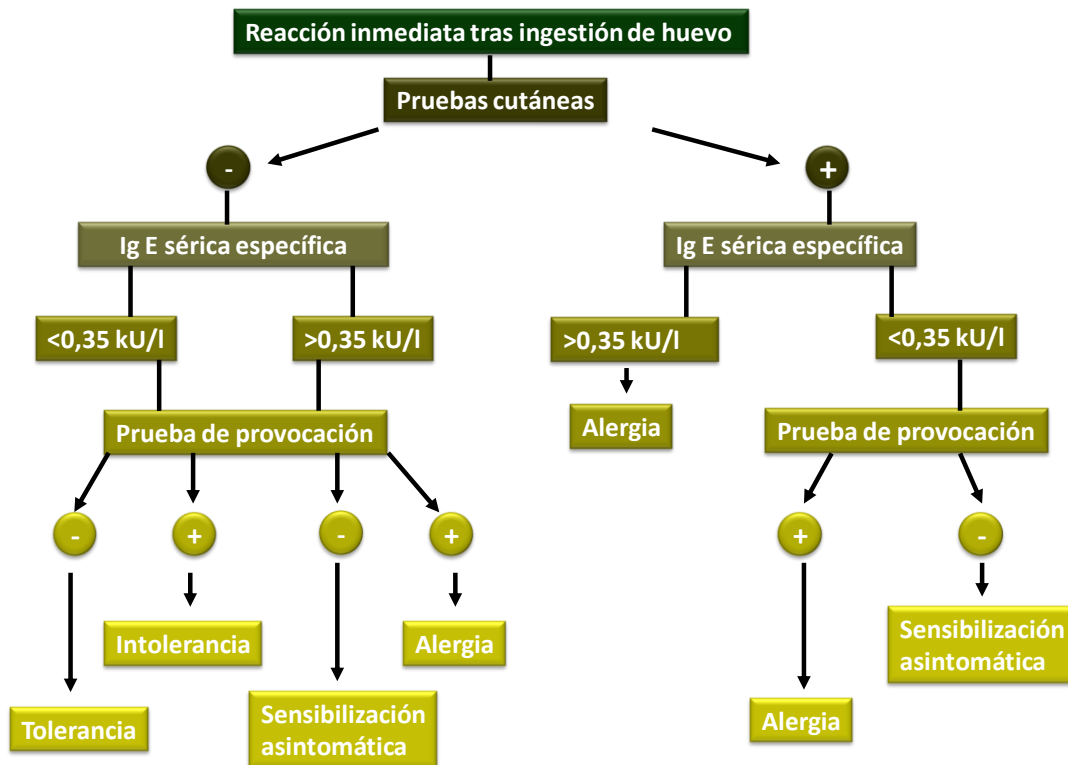 Reacción inmediata tras ingestión de huevo
Pruebas cutáneas
-
+
Ig E sérica específica
Ig E sérica específica
<0,35 kU/l
>0,35 kU/l
>0,35 kU/l
<0,35 kU/l
Prueba de provocación
Alergia
Prueba de provocación
-
+
-
+
+
-
Intolerancia
Alergia
Sensibilización
asintomática
Tolerancia
Sensibilización
asintomática
Alergia